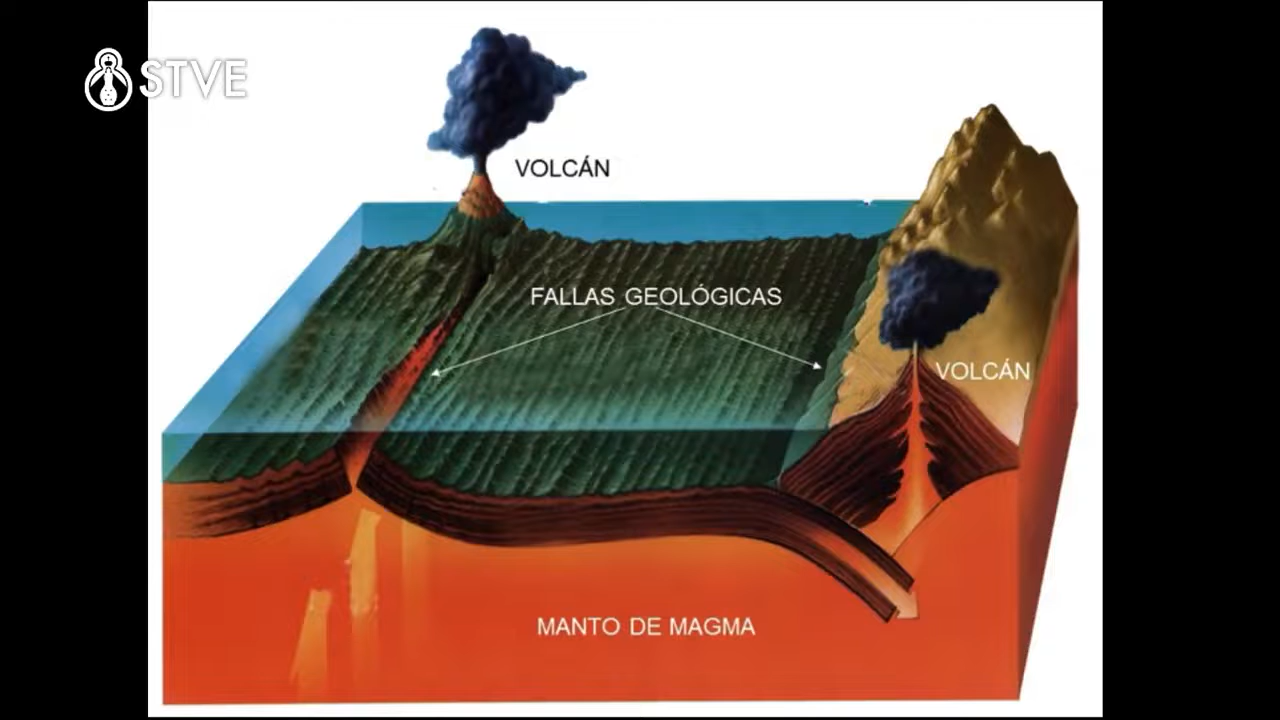 STVE
VOLCÁN
FALLAS GEOLÓGICAS
VOLCÁN
MANTO DE MAGMA